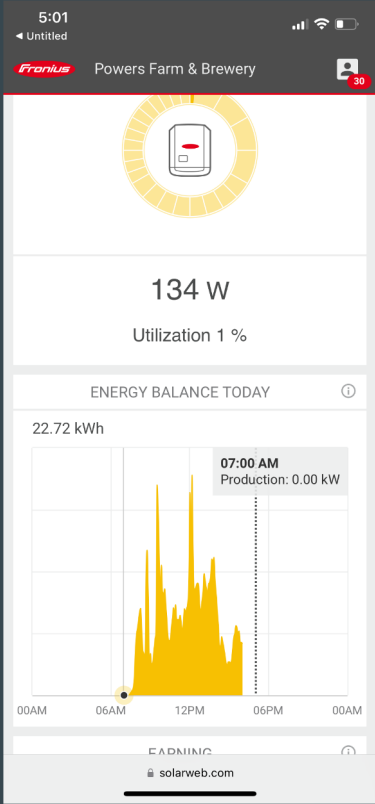 5:01
◀ Untitled
Fronius
Powers Farm & Brewery
30
134 W
Utilization 1 %
ENERGY BALANCE TODAY
22.72 kWh
07:00 AM
Production: 0.00 kW
00AM 06AM 12PM 06PM 00AM
EARNING
solarweb.com